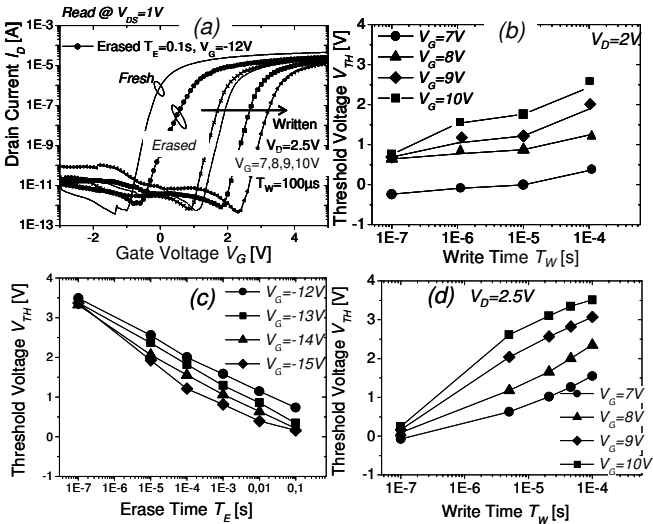 Read @ V_DS=1V
(a)
Erased T_E=0.1s, V_G=-12V
Fresh
Erased
Written
V_D=2.5V
V_G=7,8,9,10V
T_W=100µs
Drain Current I_D [A]
1E-3
1E-5
1E-7
1E-9
1E-11
1E-13
-2 0 2 4
Gate Voltage V_G [V]
(b)
V_D=2V
V_G=7V
V_G=8V
V_G=9V
V_G=10V
Threshold Voltage V_TH [V]
4
3
2
1
0
-1
1E-7 1E-6 1E-5 1E-4
Write Time T_W [s]
(c)
V_G=-12V
V_G=-13V
V_G=-14V
V_G=-15V
Threshold Voltage V_TH [V]
4
3
2
1
0
-1
1E-7 1E-6 1E-5 1E-4 1E-3 0,01 0,1
Erase Time T_E [s]
(d)
V_D=2.5V
V_G=7V
V_G=8V
V_G=9V
V_G=10V
Threshold Voltage V_TH [V]
4
3
2
1
0
-1
1E-7 1E-6 1E-5 1E-4
Write Time T_W [s]